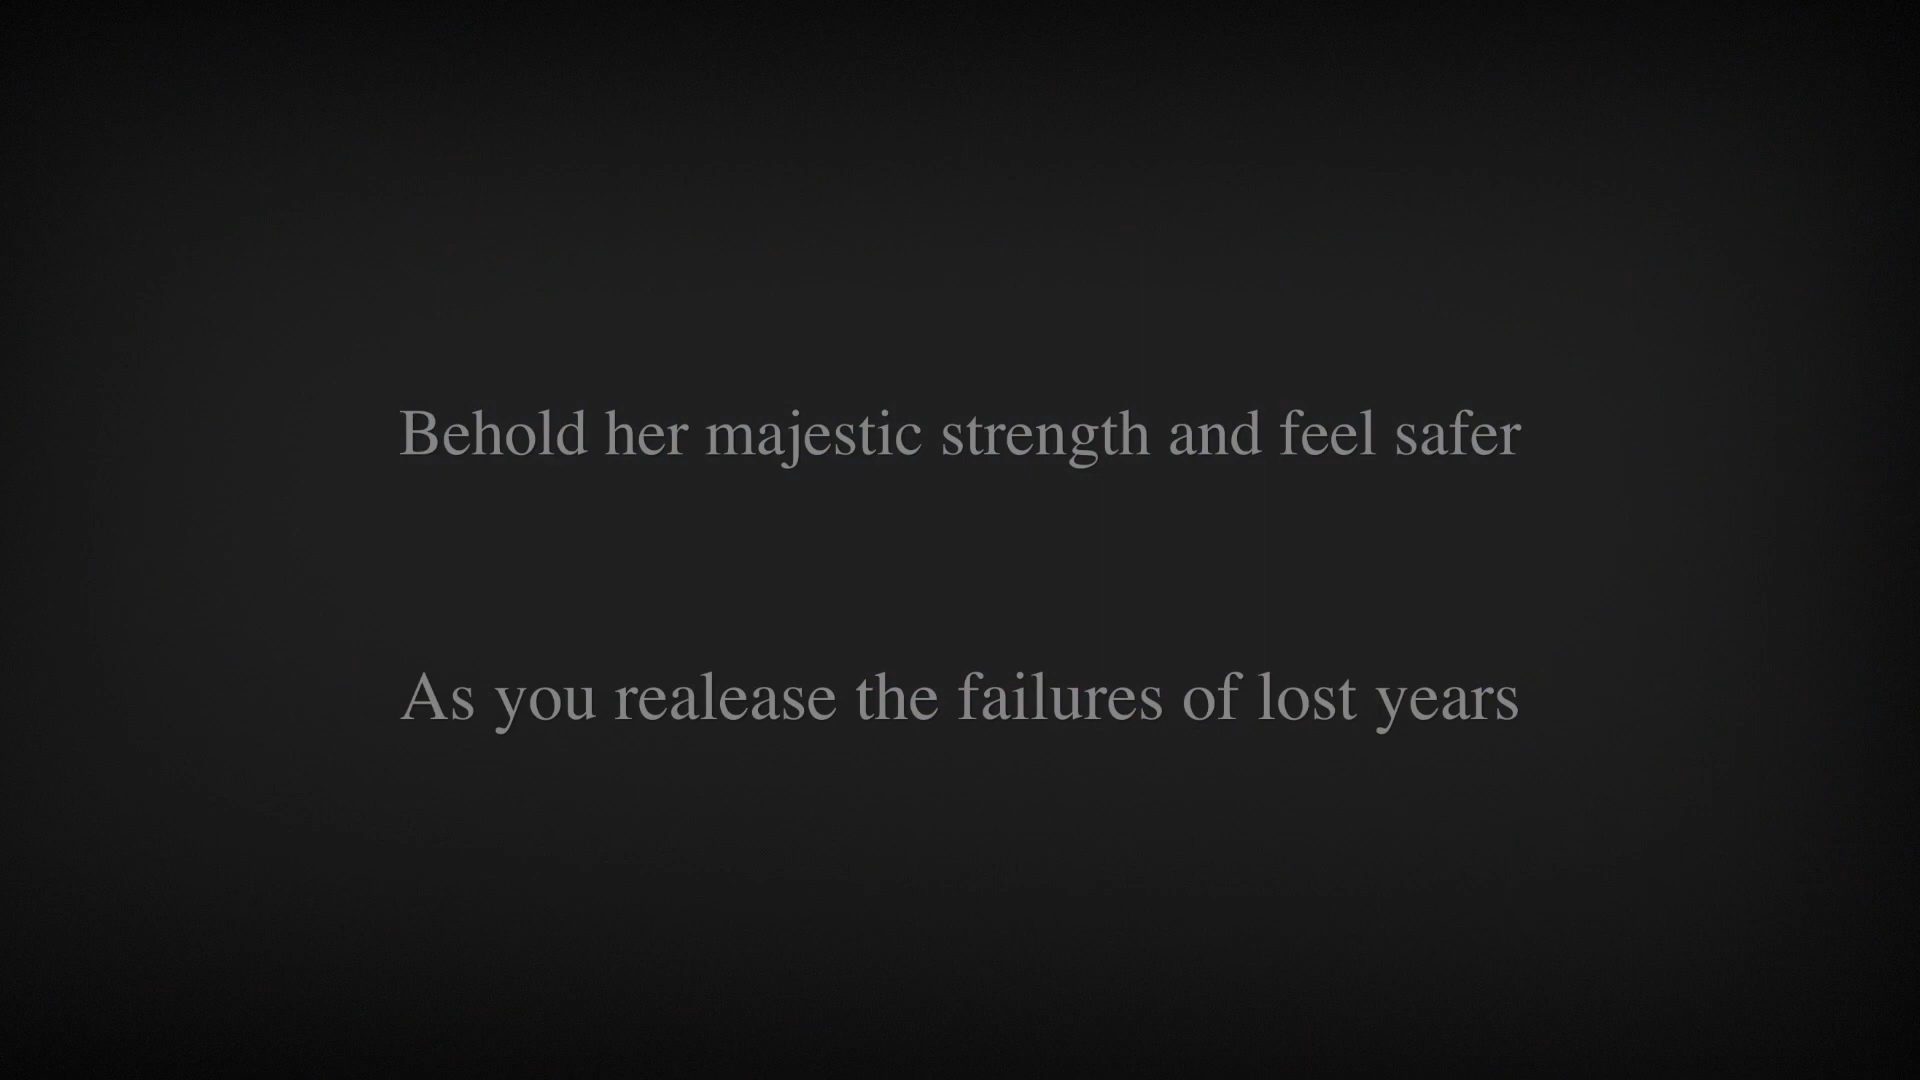 Behold her majestic strength and feel safer
As you realease the failures of lost years